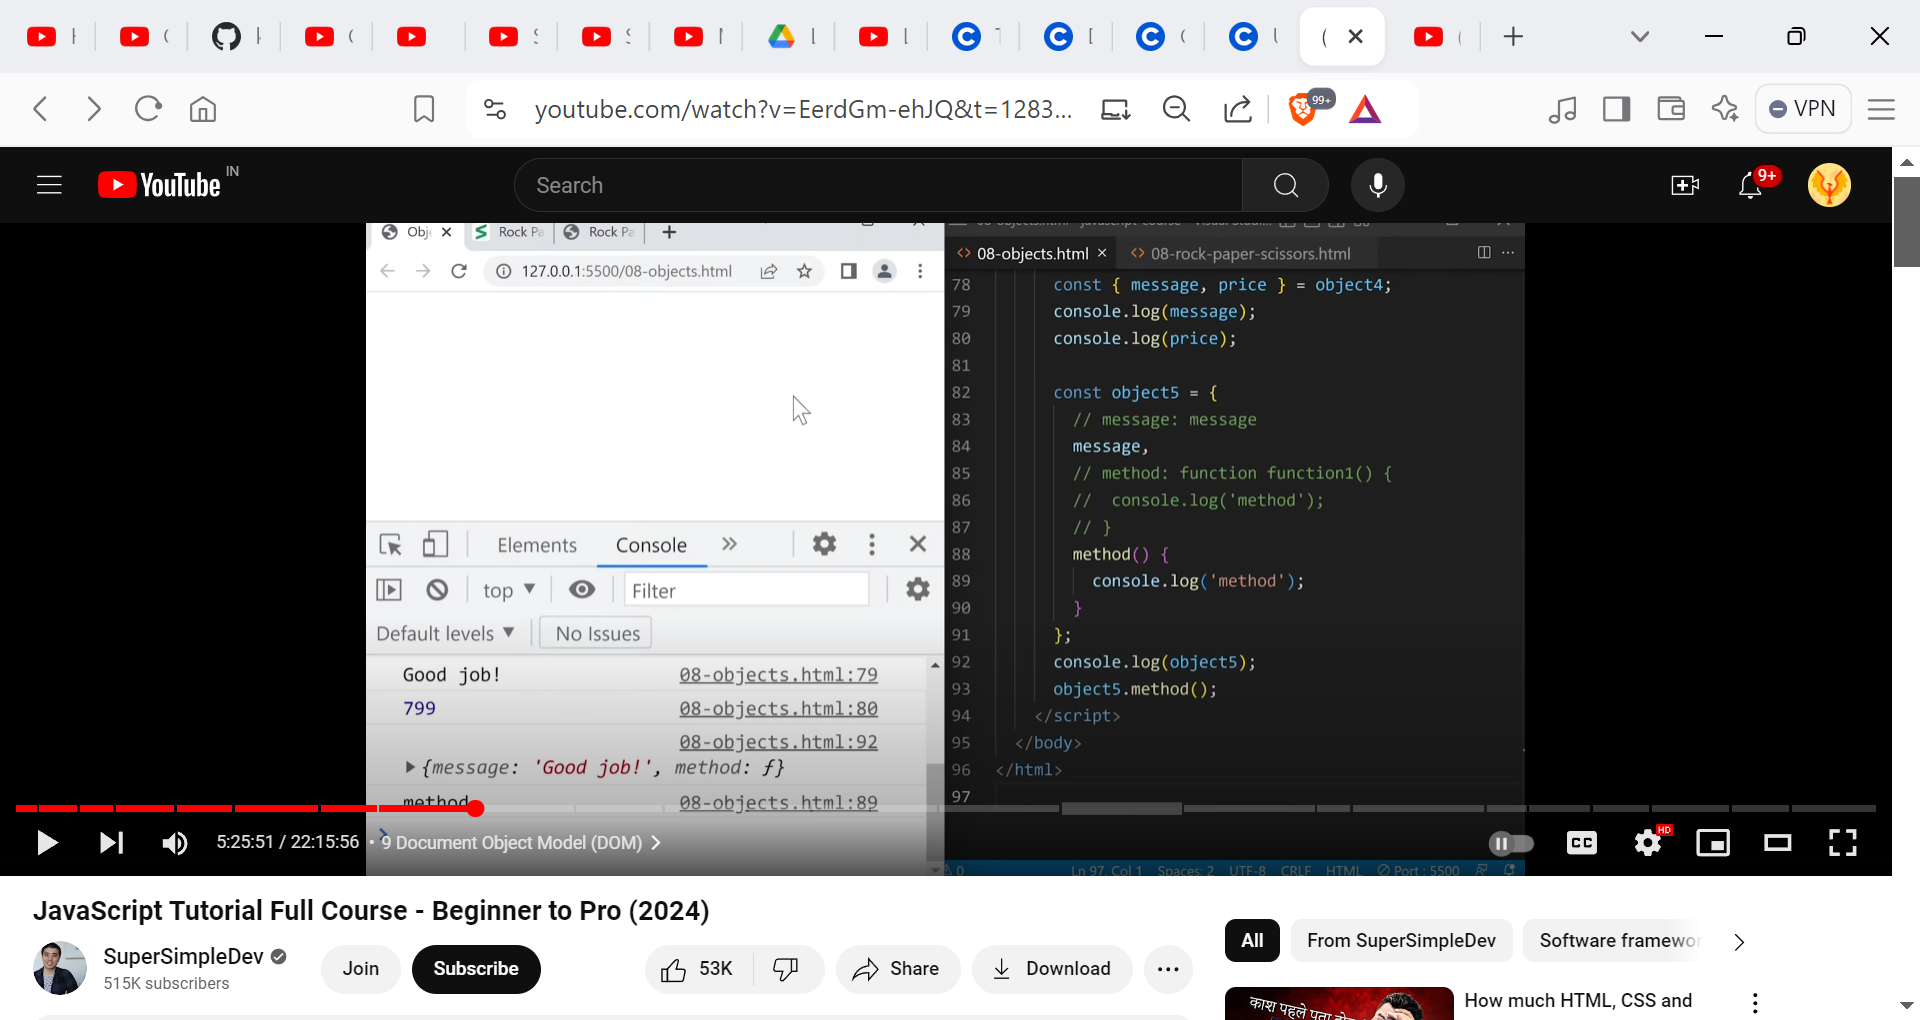 youtube.com/watch?v=EerdGm-ehJQ&t=1283...
99+
VPN
YouTube IN
Search
9+
Obj
Rock Pa
Rock Pa
127.0.0.1:5500/08-objects.html
08-objects.html
08-rock-paper-scissors.html
78 const { message, price } = object4;
79 console.log(message);
80 console.log(price);
81
82 const object5 = {
83 // message: message
84 message,
85 // method: function function1() {
86 // console.log('method');
87 // }
88 method() {
89 console.log('method');
90 }
91 };
92 console.log(object5);
93 object5.method();
94 </script>
95 </body>
96 </html>
97
Elements Console
top Filter
Default levels No Issues
Good job! 08-objects.html:79
799 08-objects.html:80
08-objects.html:92
{message: 'Good job!', method: ƒ}
method 08-objects.html:89
5:25:51 / 22:15:56 • 9 Document Object Model (DOM)
CC
HD
0 Ln 97, Col 1 Spaces: 2 UTF-8 CRLF HTML Port : 5500
JavaScript Tutorial Full Course - Beginner to Pro (2024)
SuperSimpleDev
515K subscribers
Join
Subscribe
53K
Share
Download
All
From SuperSimpleDev
Software framewor
काश पहले पता
How much HTML, CSS and